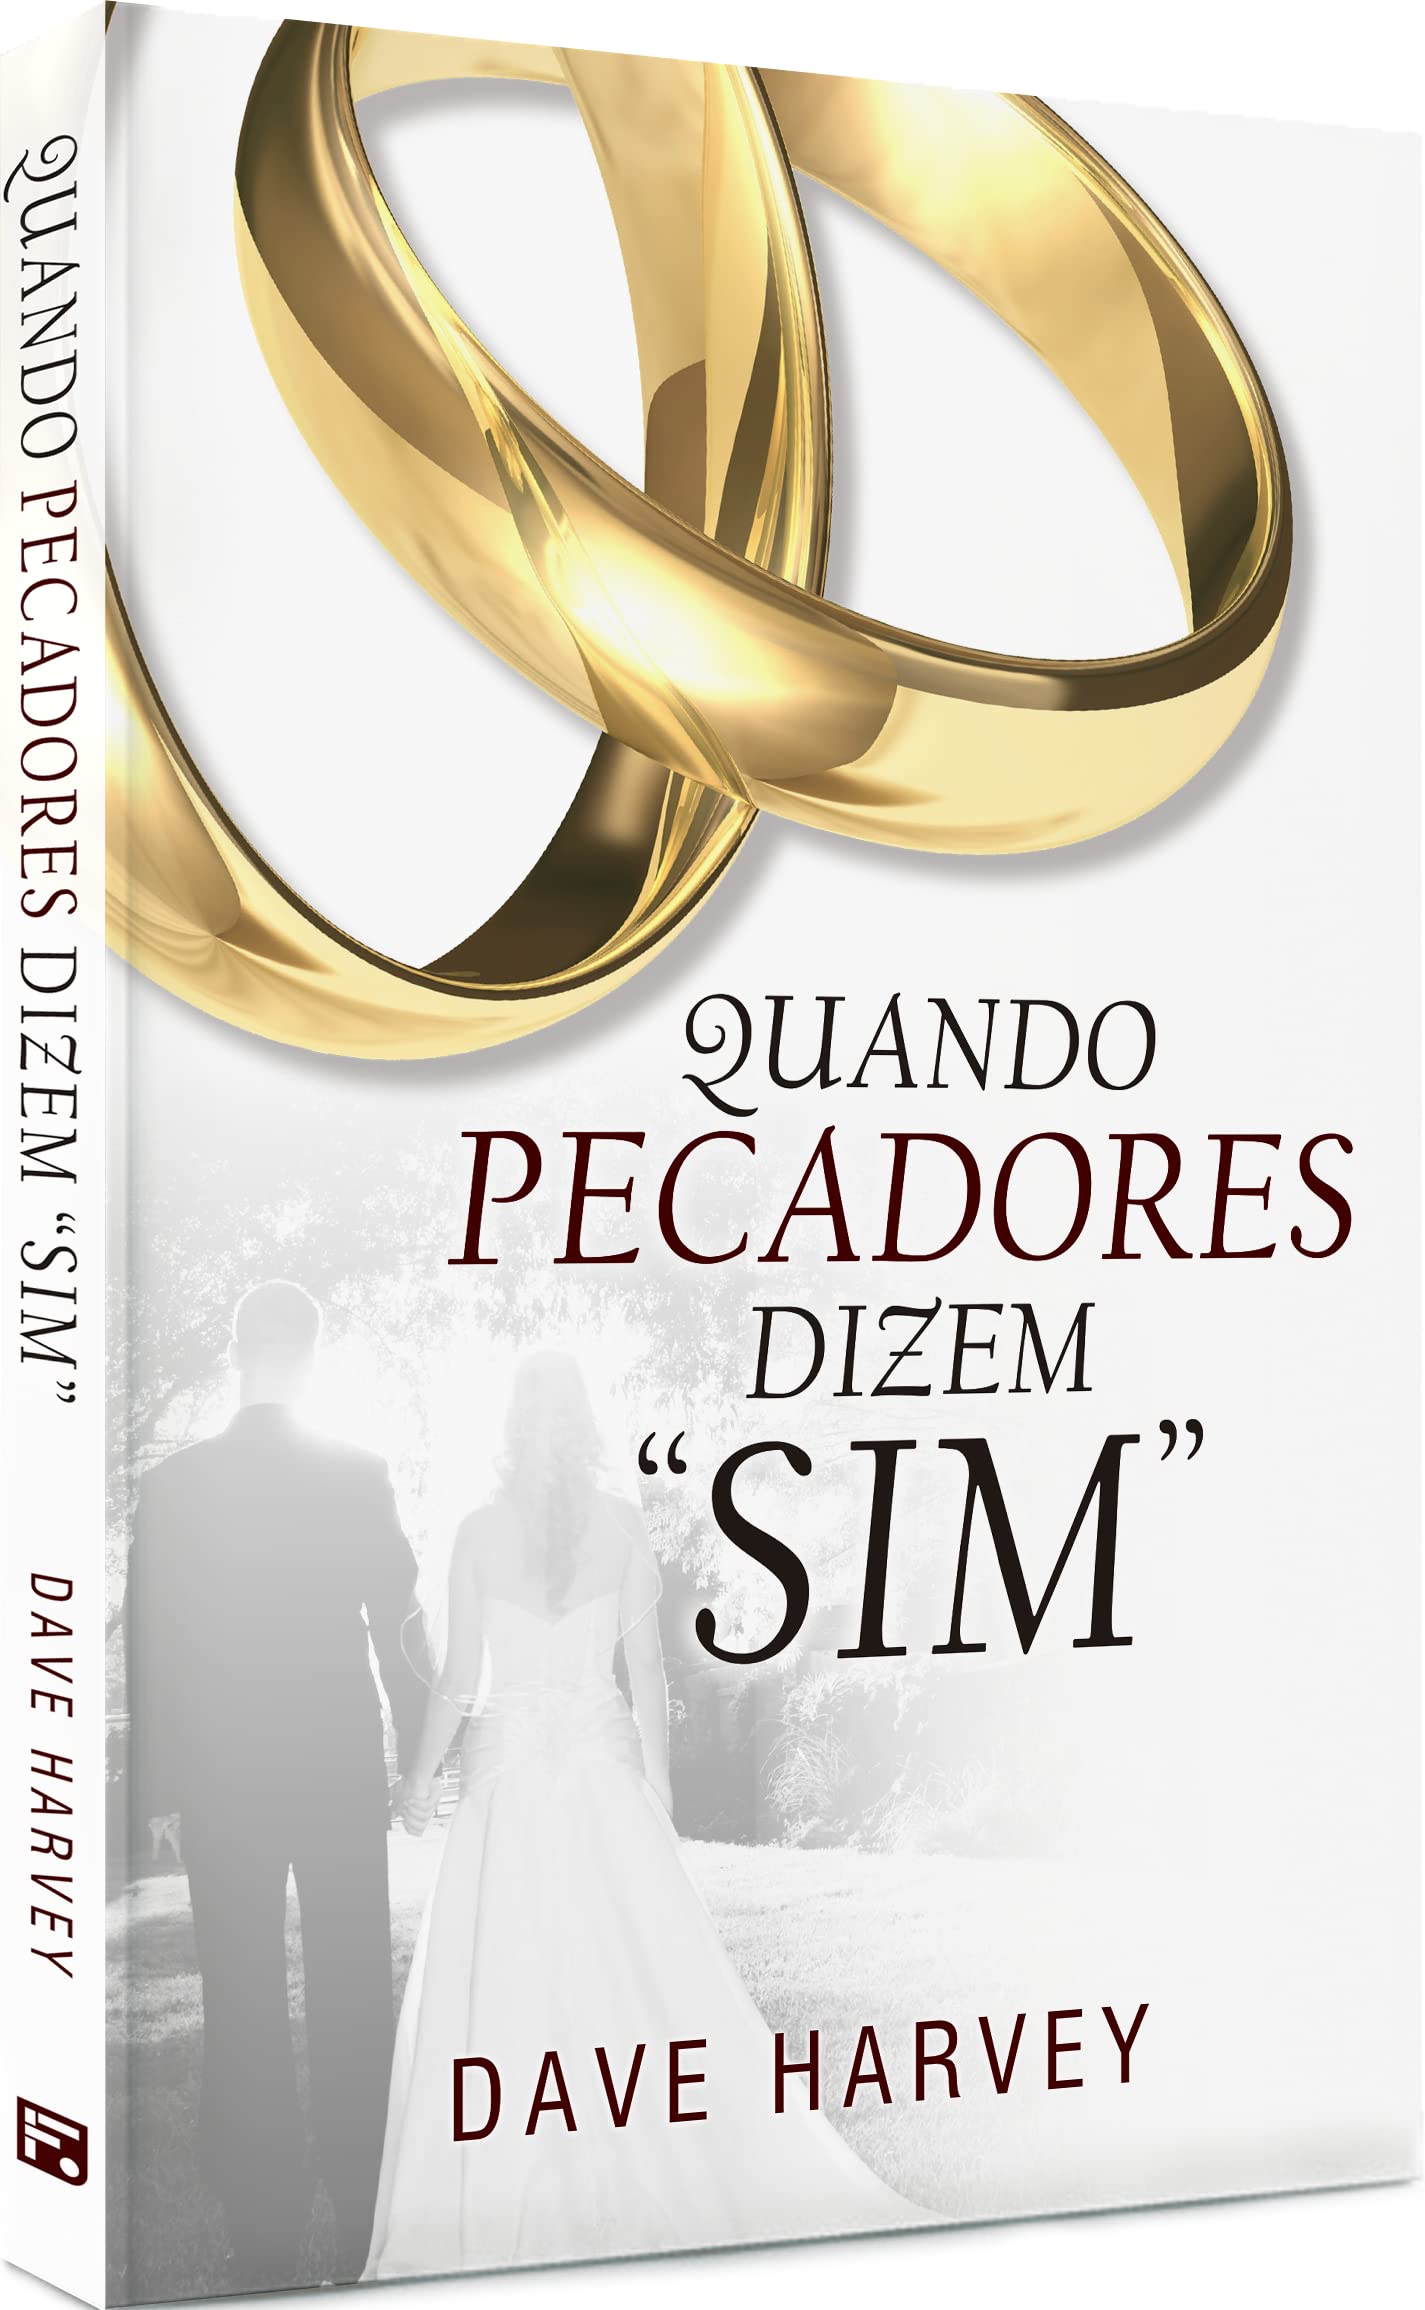 QUANDO PECADORES DIZEM “SIM” DAVE HARVEY
QUANDO
PECADORES
DIZEM
“SIM”
DAVE HARVEY